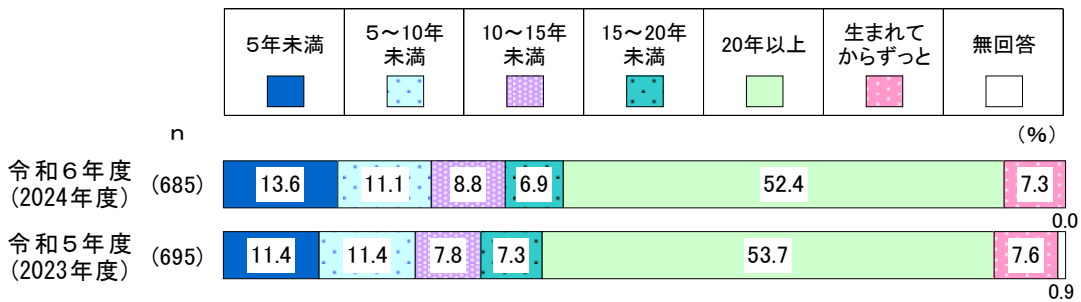 5年未満
5～10年
未満
10～15年
未満
15～20年
未満
20年以上
生まれて
からずっと
無回答
n
(%)
令和６年度
(2024年度)
(685)
13.6
11.1
8.8
6.9
52.4
7.3
0.0
令和５年度
(2023年度)
(695)
11.4
11.4
7.8
7.3
53.7
7.6
0.9